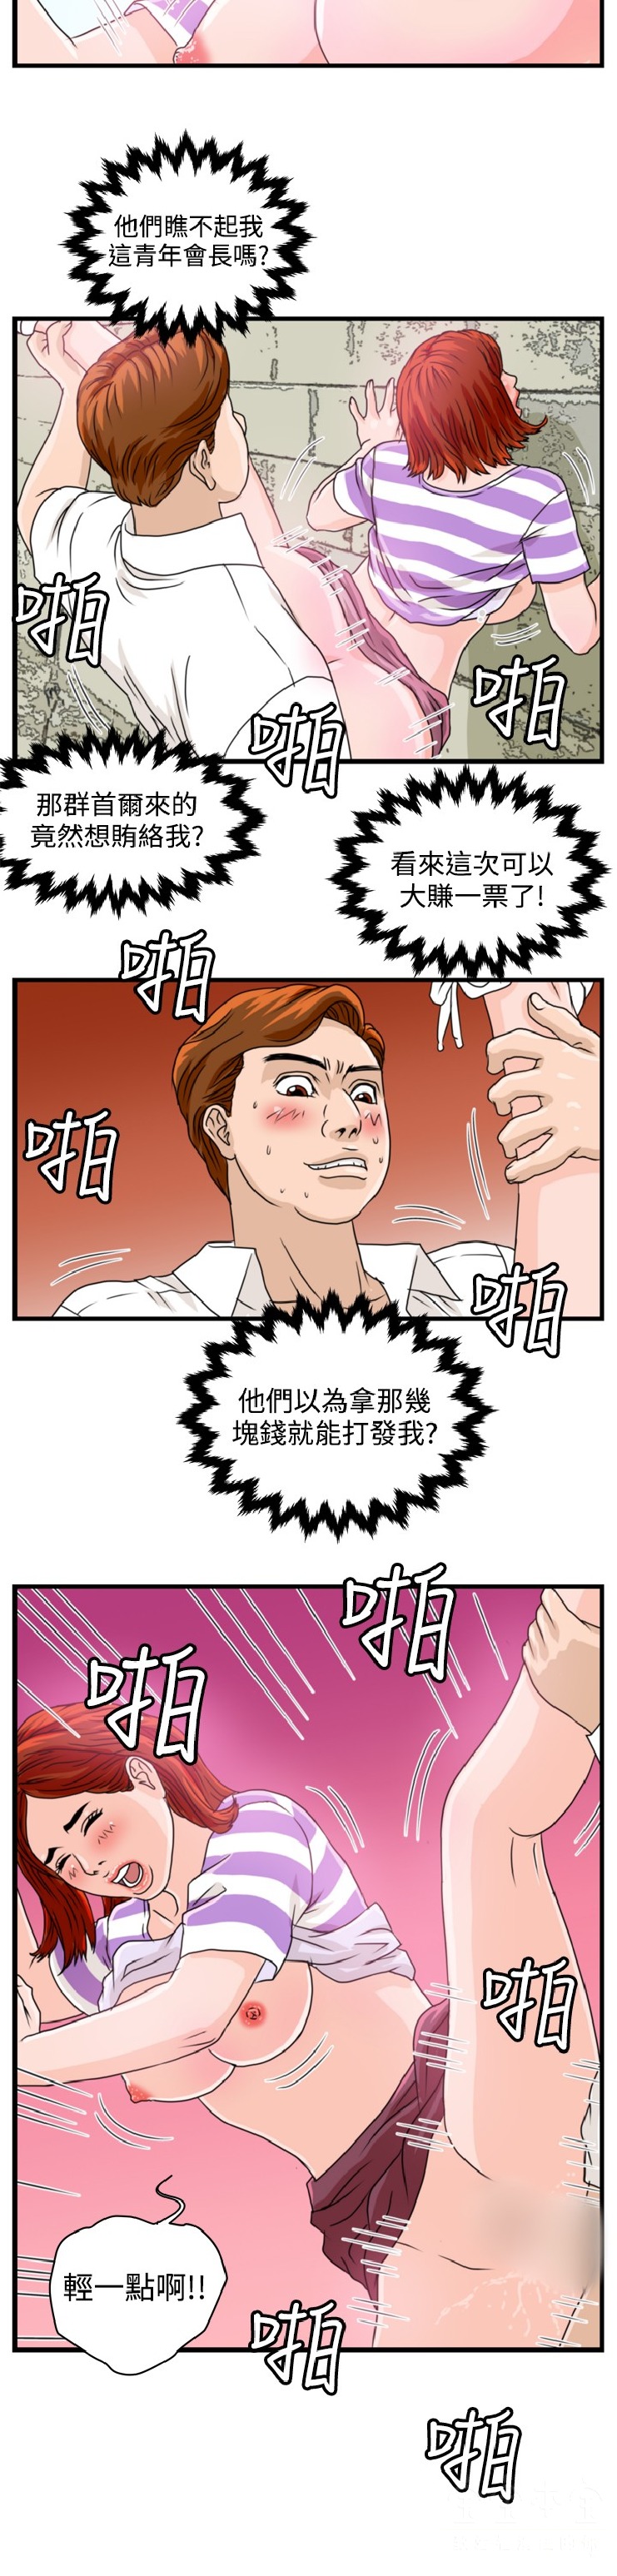 他們瞧不起我
這青年會長嗎?
啪
啪
啪
那群首爾來的
竟然想賄絡我?
看來這次可以
大賺一票了!
啪
啪
啪
他們以為拿那幾
塊錢就能打發我?
啪
啪
啪
輕一點啊!!
啪
啪